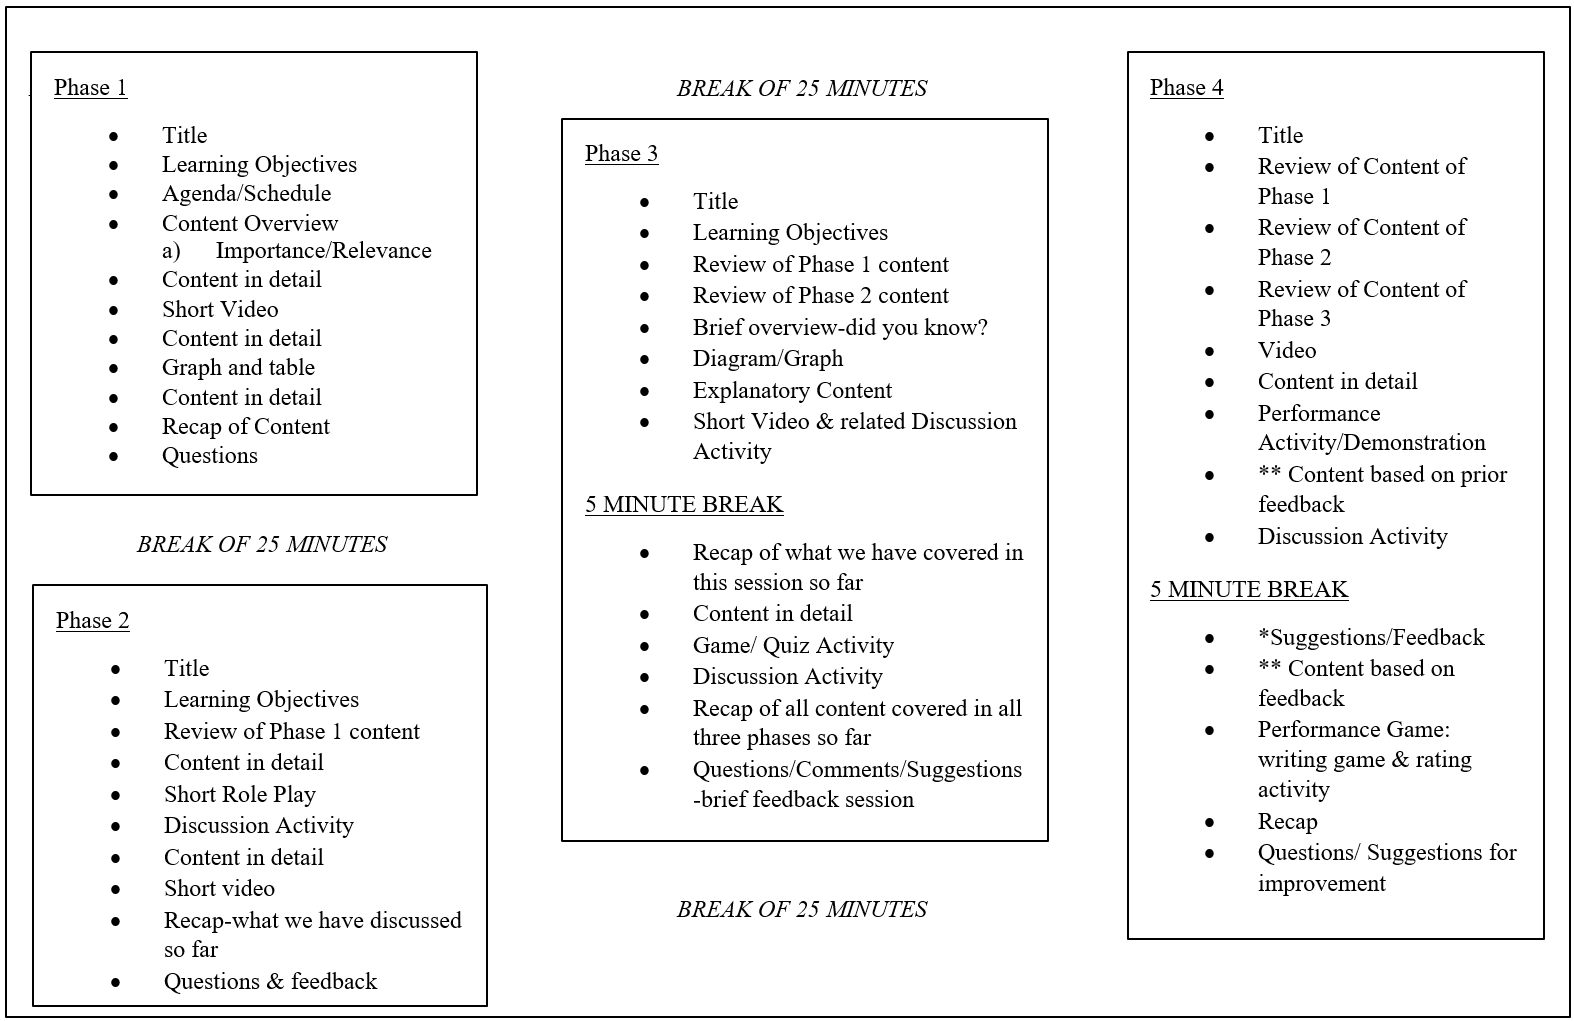 Phase 1
• Title
• Learning Objectives
• Agenda/Schedule
• Content Overview
a) Importance/Relevance
• Content in detail
• Short Video
• Content in detail
• Graph and table
• Content in detail
• Recap of Content
• Questions
BREAK OF 25 MINUTES
Phase 2
• Title
• Learning Objectives
• Review of Phase 1 content
• Content in detail
• Short Role Play
• Discussion Activity
• Content in detail
• Short video
• Recap-what we have discussed
so far
• Questions & feedback
BREAK OF 25 MINUTES
Phase 3
• Title
• Learning Objectives
• Review of Phase 1 content
• Review of Phase 2 content
• Brief overview-did you know?
• Diagram/Graph
• Explanatory Content
• Short Video & related Discussion
Activity
5 MINUTE BREAK
• Recap of what we have covered in
this session so far
• Content in detail
• Game/ Quiz Activity
• Discussion Activity
• Recap of all content covered in all
three phases so far
• Questions/Comments/Suggestions
-brief feedback session
BREAK OF 25 MINUTES
Phase 4
• Title
• Review of Content of
Phase 1
• Review of Content of
Phase 2
• Review of Content of
Phase 3
• Video
• Content in detail
• Performance
Activity/Demonstration
• ** Content based on prior
feedback
• Discussion Activity
5 MINUTE BREAK
• *Suggestions/Feedback
• ** Content based on
feedback
• Performance Game:
writing game & rating
activity
• Recap
• Questions/ Suggestions for
improvement